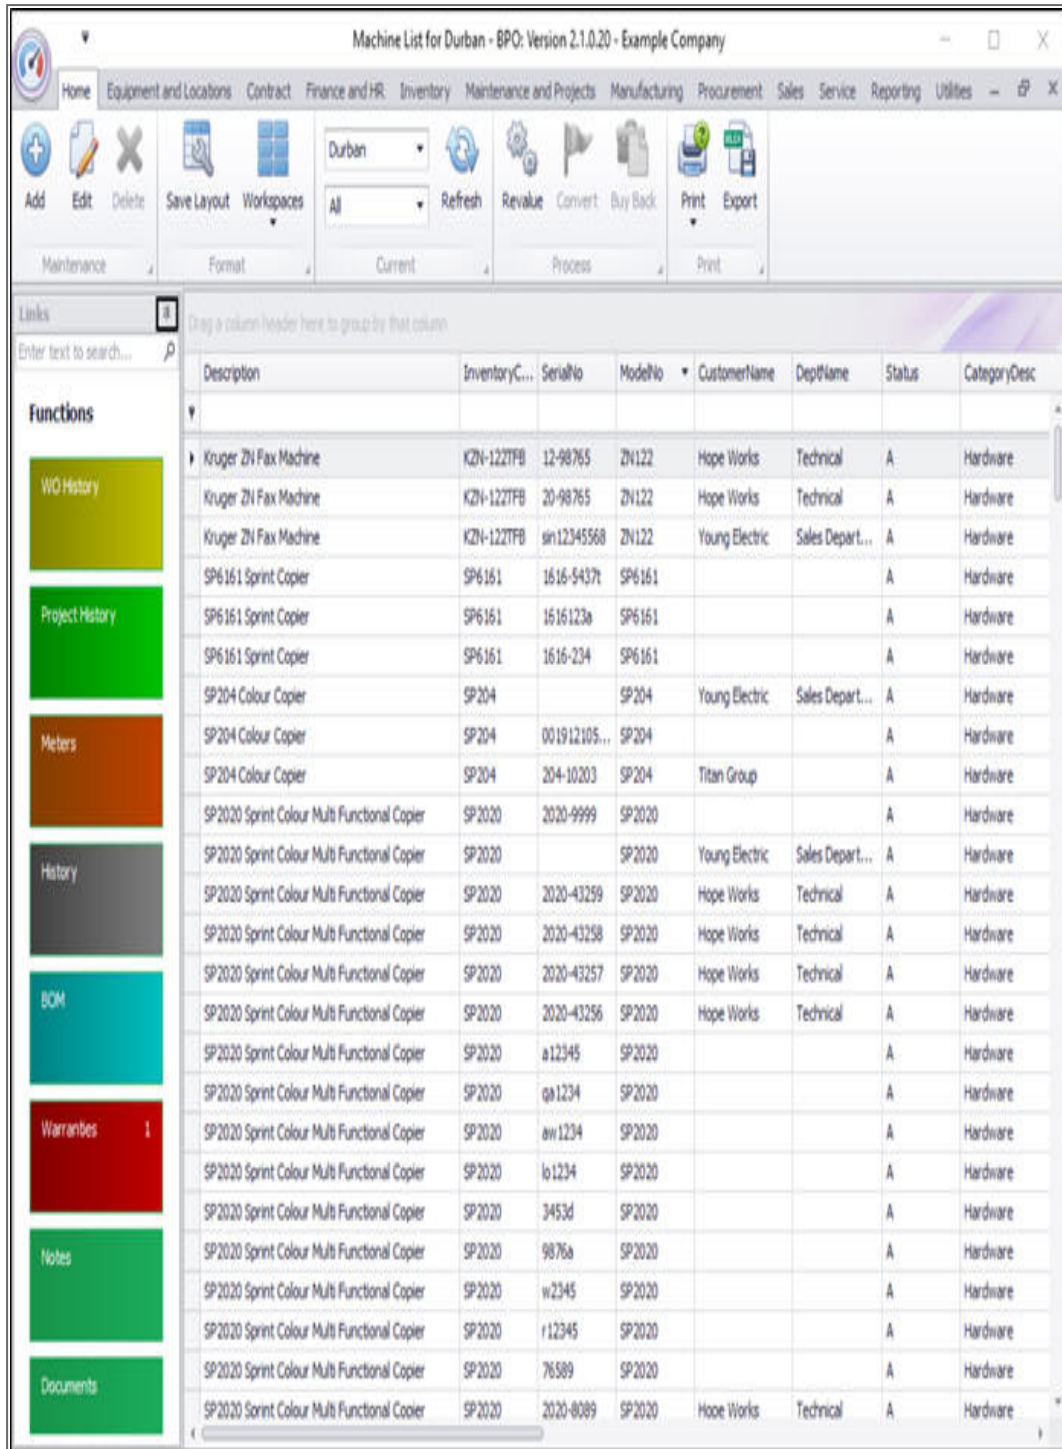 Machine List for Durban - BPO: Version 2.1.0.20 - Example Company
Home Equipment and Locations Contract Finance and HR Inventory Maintenance and Projects Manufacturing Procurement Sales Service Reporting Utilities
Durban
All
Add Edit Delete Save Layout Workspaces Refresh Revalue Convert Buy Back Print Export
Maintenance Format Current Process Print
Links
Enter text to search...
Functions
WO History
Project History
Meters
History
BOM
Warranties 1
Notes
Documents
Drag a column header here to group by that column
Description InventoryC... SerialNo ModelNo CustomerName DeptName Status CategoryDesc
Kruger ZN Fax Machine KZN-122TFB 12-98765 ZN122 Hope Works Technical A Hardware
Kruger ZN Fax Machine KZN-122TFB 20-98765 ZN122 Hope Works Technical A Hardware
Kruger ZN Fax Machine KZN-122TFB sin12345568 ZN122 Young Electric Sales Depart... A Hardware
SP6161 Sprint Copier SP6161 1616-5437t SP6161 A Hardware
SP6161 Sprint Copier SP6161 1616123a SP6161 A Hardware
SP6161 Sprint Copier SP6161 1616-234 SP6161 A Hardware
SP204 Colour Copier SP204 SP204 Young Electric Sales Depart... A Hardware
SP204 Colour Copier SP204 001912105... SP204 A Hardware
SP204 Colour Copier SP204 204-10203 SP204 Titan Group A Hardware
SP2020 Sprint Colour Multi Functional Copier SP2020 2020-9999 SP2020 A Hardware
SP2020 Sprint Colour Multi Functional Copier SP2020 SP2020 Young Electric Sales Depart... A Hardware
SP2020 Sprint Colour Multi Functional Copier SP2020 2020-43259 SP2020 Hope Works Technical A Hardware
SP2020 Sprint Colour Multi Functional Copier SP2020 2020-43258 SP2020 Hope Works Technical A Hardware
SP2020 Sprint Colour Multi Functional Copier SP2020 2020-43257 SP2020 Hope Works Technical A Hardware
SP2020 Sprint Colour Multi Functional Copier SP2020 2020-43256 SP2020 Hope Works Technical A Hardware
SP2020 Sprint Colour Multi Functional Copier SP2020 a12345 SP2020 A Hardware
SP2020 Sprint Colour Multi Functional Copier SP2020 qa1234 SP2020 A Hardware
SP2020 Sprint Colour Multi Functional Copier SP2020 aw1234 SP2020 A Hardware
SP2020 Sprint Colour Multi Functional Copier SP2020 lo1234 SP2020 A Hardware
SP2020 Sprint Colour Multi Functional Copier SP2020 3453d SP2020 A Hardware
SP2020 Sprint Colour Multi Functional Copier SP2020 9876a SP2020 A Hardware
SP2020 Sprint Colour Multi Functional Copier SP2020 w2345 SP2020 A Hardware
SP2020 Sprint Colour Multi Functional Copier SP2020 r12345 SP2020 A Hardware
SP2020 Sprint Colour Multi Functional Copier SP2020 76589 SP2020 A Hardware
SP2020 Sprint Colour Multi Functional Copier SP2020 2020-8089 SP2020 Hope Works Technical A Hardware